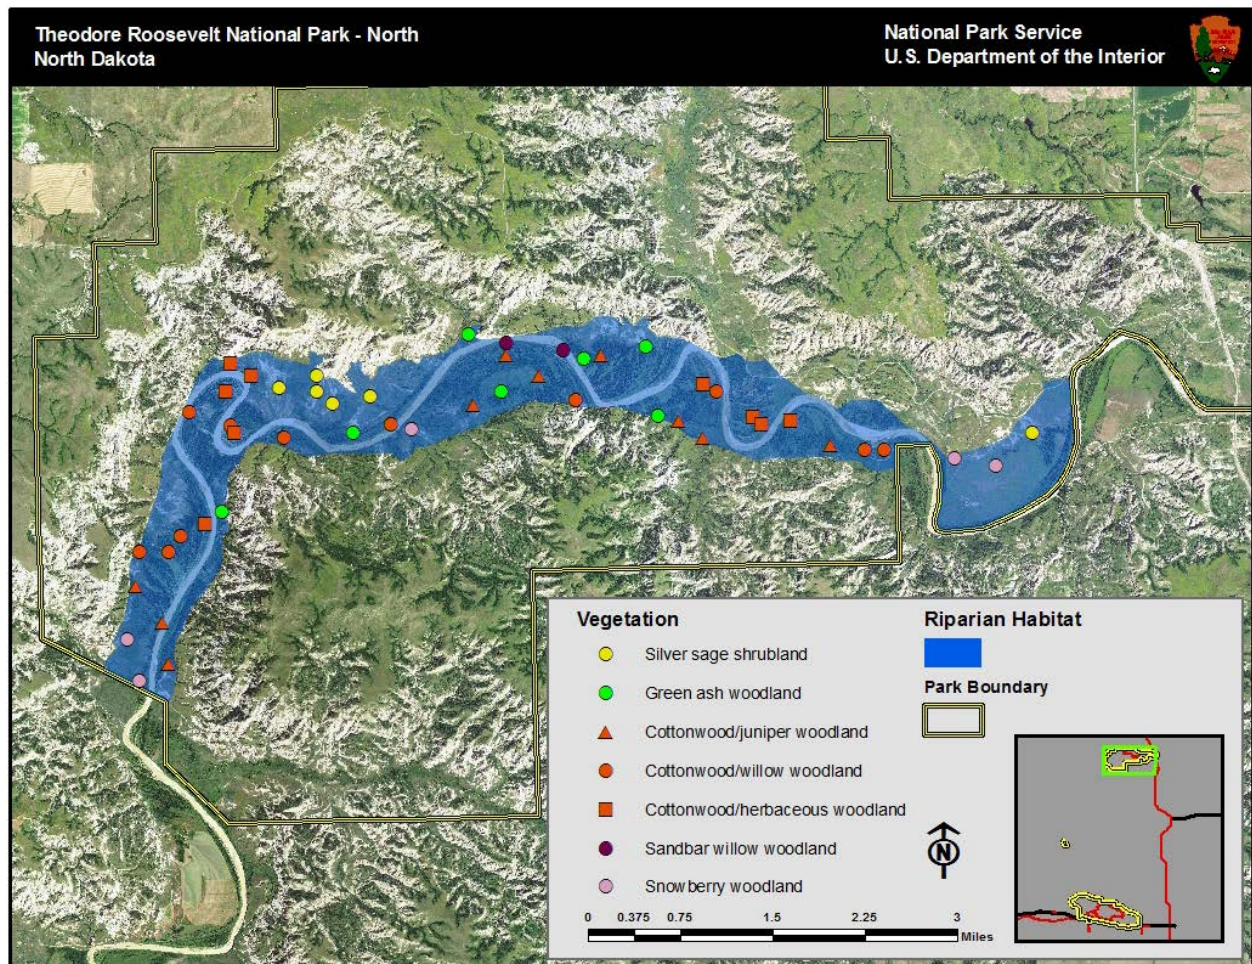 Theodore Roosevelt National Park - North
North Dakota
National Park Service
U.S. Department of the Interior
Vegetation
Silver sage shrubland
Green ash woodland
Cottonwood/juniper woodland
Cottonwood/willow woodland
Cottonwood/herbaceous woodland
Sandbar willow woodland
Snowberry woodland
Riparian Habitat
Park Boundary
N
0 0.375 0.75 1.5 2.25 3
Miles